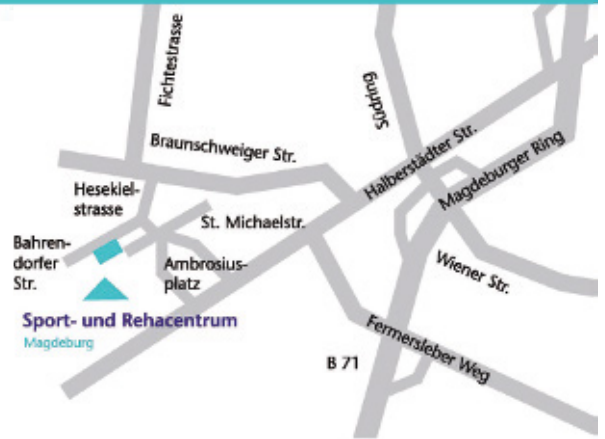 Fichtestrasse
Südring
Braunschweiger Str.
Halberstädter Str.
Magdeburger Ring
Hesekiel-
strasse
St. Michaelstr.
Bahren-
dorfer
Str.
Ambrosius-
platz
Wiener Str.
Sport- und Rehacentrum
Magdeburg
Fermersleber Weg
B 71